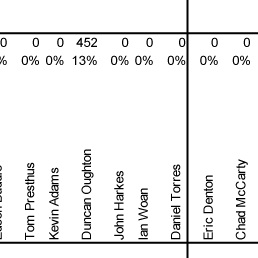 0 0 0 452 0 0 0 0 0
% 0% 0% 13% 0% 0% 0% 0% 0%
Tom Presthus
Kevin Adams
Duncan Oughton
John Harkes
Ian Woan
Daniel Torres
Eric Denton
Chad McCarty